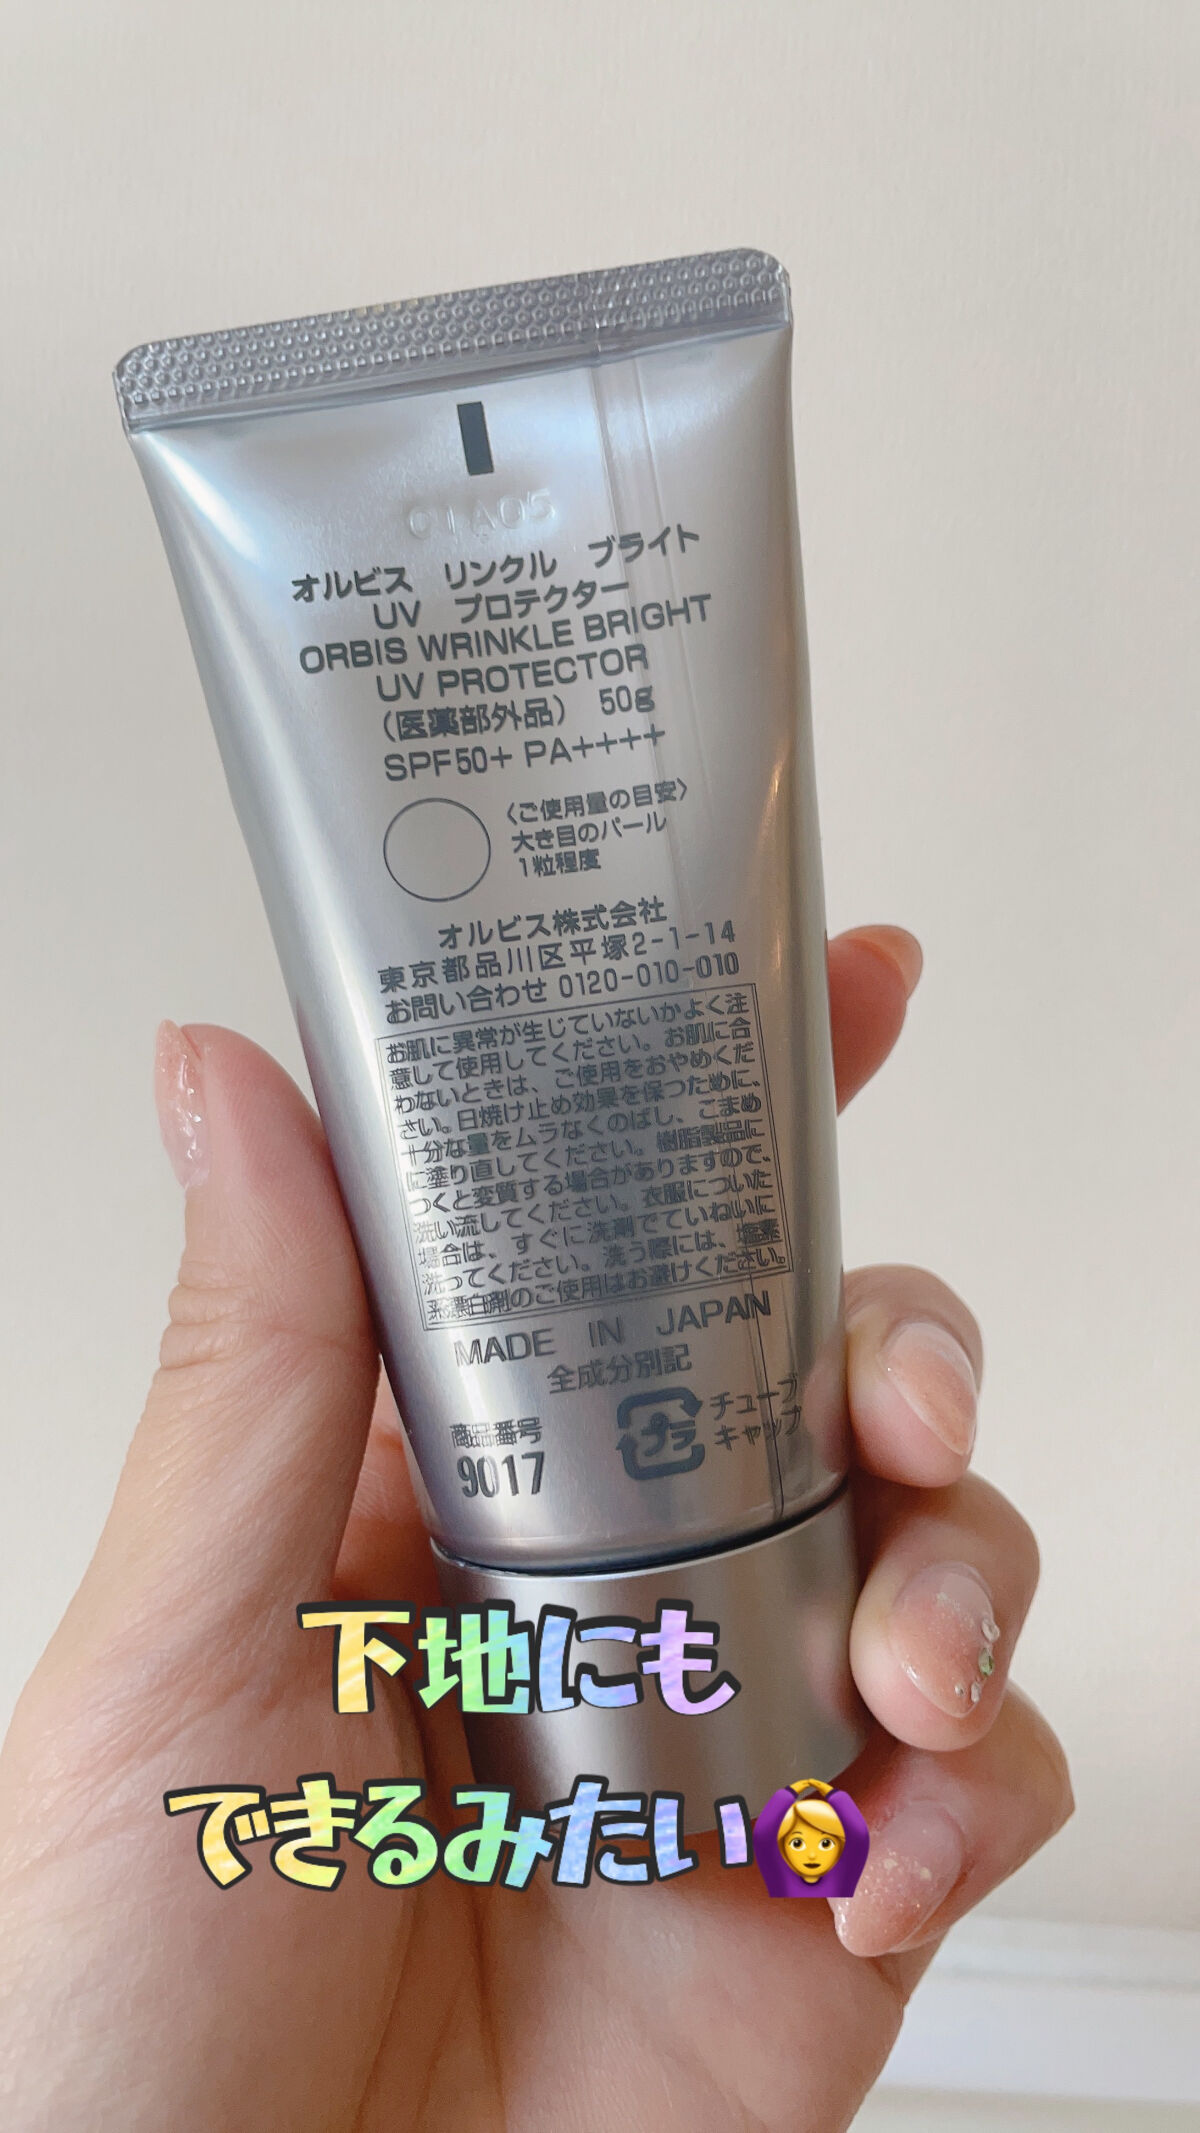 01A05
オルビス リンクル ブライト
UV プロテクター
ORBIS WRINKLE BRIGHT
UV PROTECTOR
(医薬部外品) 50g
SPF50+ PA++++
〈ご使用量の目安〉
大き目のパール
1粒程度
オルビス株式会社
東京都品川区平塚2-1-14
お問い合わせ 0120-010-010
お肌に異常が生じていないかよく注
意して使用してください。お肌に合
わないときは、ご使用をおやめくだ
さい。日焼け止め効果を保つために、
十分な量をムラなくのばし、こまめ
に塗り直してください。樹脂製品に
つくと変質する場合がありますので、
洗い流してください。衣服についた
場合は、すぐに洗剤でていねいに
洗ってください。洗う際には、塩素
系漂白剤のご使用はお避けください。
MADE IN JAPAN
全成分別記
商品番号
9017
プラ
チューブ
キャップ
下地にも
できるみたい🙆‍♀️